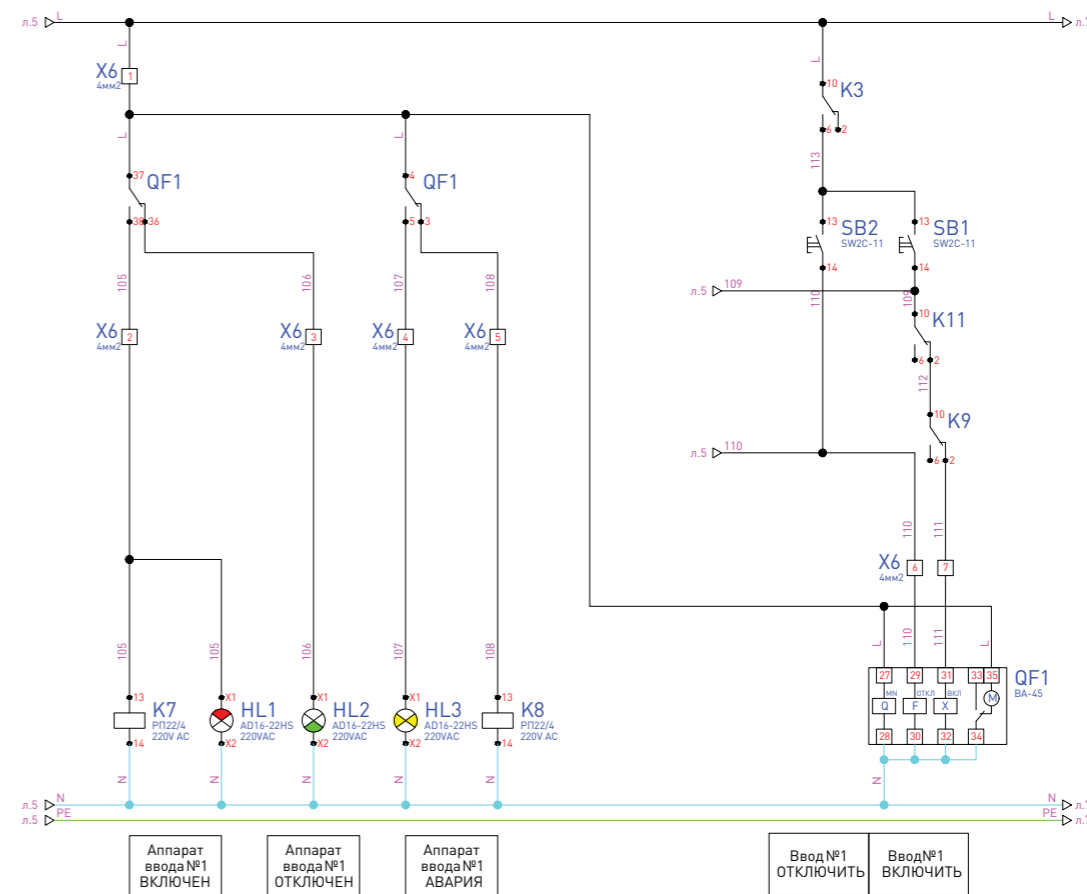 л.5 L L л.
L L
X6 1
4мм2
10 K3
6 2
L L
113
37 QF1 4 QF1
38 36 5 3
13 SB2 13 SB1
SW2C-11 SW2C-11
14 14
105 106 107 108
110 109
л.5 109
10 K11
6 2
X6 2 X6 3 X6 4 X6 5
4мм2 4мм2 4мм2 4мм2
112
10 K9
6 2
л.5 110
110 111
X6 6 7
4мм2
105 105 106 107 108
L 110 111 L
27 29 31 33 35 QF1
BA-45
MN ОТКЛ ВКЛ
Q F X M
28 30 32 34
13 X1 X1 X1 13
K7 HL1 HL2 HL3 K8
РП22/4 AD16-22HS AD16-22HS AD16-22HS РП22/4
220V AC 220VAC 220VAC 220VAC 220V AC
14 X2 X2 X2 14
N N N N N N
л.5 N N л.
л.5 PE PE л.
Аппарат
ввода №1
ВКЛЮЧЕН
Аппарат
ввода №1
ОТКЛЮЧЕН
Аппарат
ввода №1
АВАРИЯ
Ввод №1
ОТКЛЮЧИТЬ
Ввод №1
ВКЛЮЧИТЬ